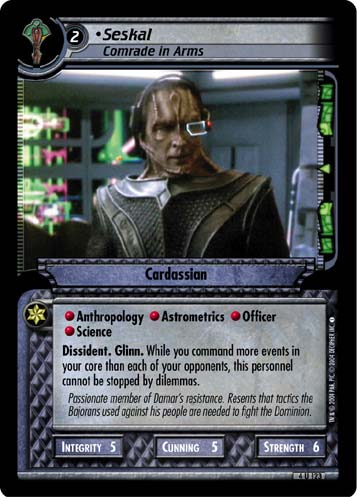 2
•Seskal
Comrade in Arms
Cardassian
• Anthropology • Astrometrics • Officer
• Science
Dissident. Glinn. While you command more events in
your core than each of your opponents, this personnel
cannot be stopped by dilemmas.
Passionate member of Damar's resistance. Resents that tactics the
Bajorans used against his people are needed to fight the Dominion.
INTEGRITY 5 CUNNING 5 STRENGTH 6
4 U 123